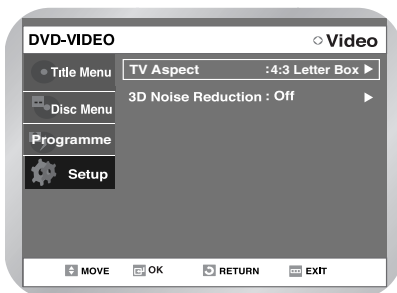 DVD-VIDEO ○ Video
Title Menu
TV Aspect :4:3 Letter Box ▶
Disc Menu
3D Noise Reduction : Off ▶
Programme
Setup
MOVE OK RETURN EXIT